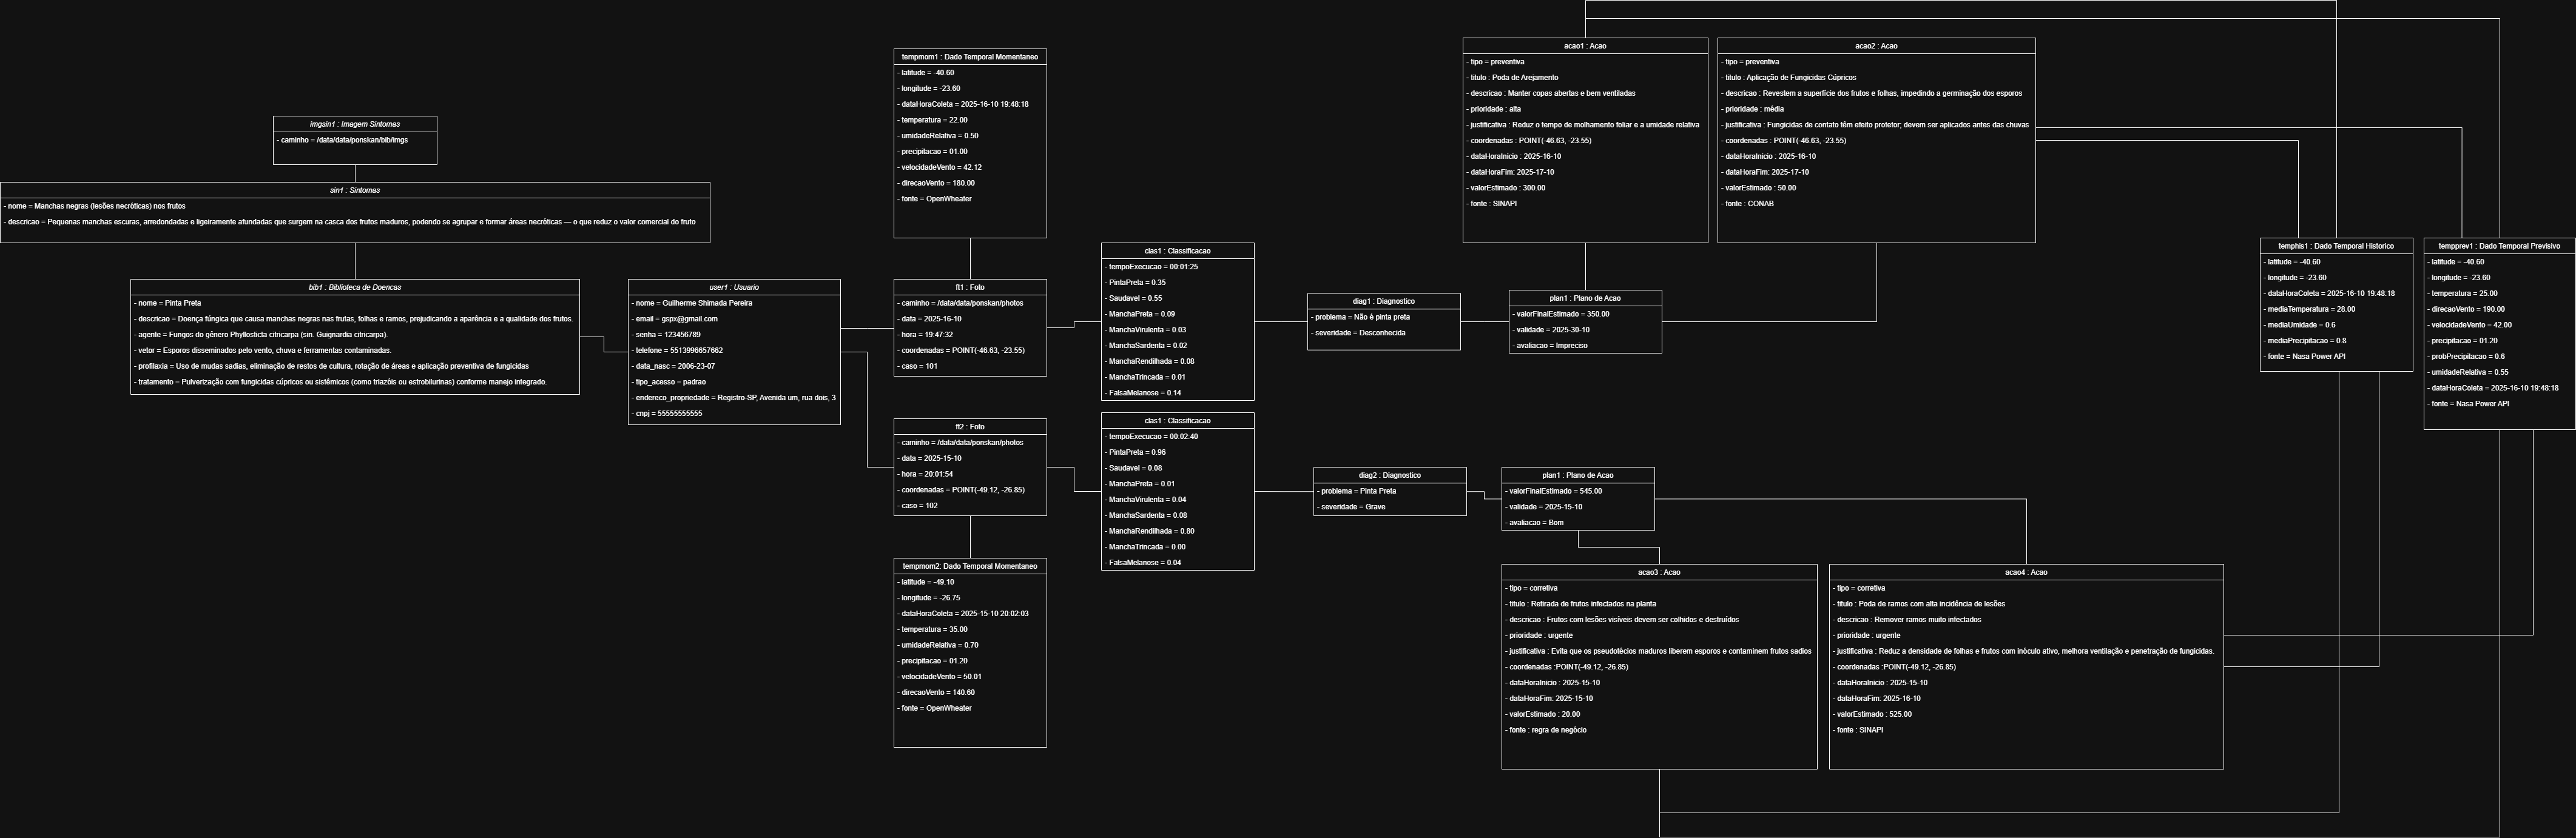 imgsin1 : Imagem Sintomas
- caminho = /data/data/ponskan/bib/imgs
sin1 : Sintomas
- nome = Manchas negras (lesões necróticas) nos frutos
- descricao = Pequenas manchas escuras, arredondadas e ligeiramente afundadas que surgem na casca dos frutos maduros, podendo se agrupar e formar áreas necróticas — o que reduz o valor comercial do fruto
bib1 : Biblioteca de Doencas
- nome = Pinta Preta
- descricao = Doença fúngica que causa manchas negras nas frutas, folhas e ramos, prejudicando a aparência e a qualidade dos frutos.
- agente = Fungos do gênero Phyllosticta citricarpa (sin. Guignardia citricarpa).
- vetor = Esporos disseminados pelo vento, chuva e ferramentas contaminadas.
- profilaxia = Uso de mudas sadias, eliminação de restos de cultura, rotação de áreas e aplicação preventiva de fungicidas
- tratamento = Pulverização com fungicidas cúpricos ou sistêmicos (como triazóis ou estrobilurinas) conforme manejo integrado.
user1 : Usuario
- nome = Guilherme Shimada Pereira
- email = gspx@gmail.com
- senha = 123456789
- telefone = 5513996657662
- data_nasc = 2006-23-07
- tipo_acesso = padrao
- endereco_propriedade = Registro-SP, Avenida um, rua dois, 3
- cnpj = 55555555555
tempmom1 : Dado Temporal Momentaneo
- latitude = -40.60
- longitude = -23.60
- dataHoraColeta = 2025-16-10 19:48:18
- temperatura = 22.00
- umidadeRelativa = 0.50
- precipitacao = 01.00
- velocidadeVento = 42.12
- direcaoVento = 180.00
- fonte = OpenWheater
ft1 : Foto
- caminho = /data/data/ponskan/photos
- data = 2025-16-10
- hora = 19:47:32
- coordenadas = POINT(-46.63, -23.55)
- caso = 101
ft2 : Foto
- caminho = /data/data/ponskan/photos
- data = 2025-15-10
- hora = 20:01:54
- coordenadas = POINT(-49.12, -26.85)
- caso = 102
tempmom2: Dado Temporal Momentaneo
- latitude = -49.10
- longitude = -26.75
- dataHoraColeta = 2025-15-10 20:02:03
- temperatura = 35.00
- umidadeRelativa = 0.70
- precipitacao = 01.20
- velocidadeVento = 50.01
- direcaoVento = 140.60
- fonte = OpenWheater
clas1 : Classificacao
- tempoExecucao = 00:01:25
- PintaPreta = 0.35
- Saudavel = 0.55
- ManchaPreta = 0.09
- ManchaVirulenta = 0.03
- ManchaSardenta = 0.02
- ManchaRendilhada = 0.08
- ManchaTrincada = 0.01
- FalsaMelanose = 0.14
clas1 : Classificacao
- tempoExecucao = 00:02:40
- PintaPreta = 0.96
- Saudavel = 0.08
- ManchaPreta = 0.01
- ManchaVirulenta = 0.04
- ManchaSardenta = 0.08
- ManchaRendilhada = 0.80
- ManchaTrincada = 0.00
- FalsaMelanose = 0.04
diag1 : Diagnostico
- problema = Não é pinta preta
- severidade = Desconhecida
diag2 : Diagnostico
- problema = Pinta Preta
- severidade = Grave
acao1 : Acao
- tipo = preventiva
- titulo : Poda de Arejamento
- descricao : Manter copas abertas e bem ventiladas
- prioridade : alta
- justificativa : Reduz o tempo de molhamento foliar e a umidade relativa
- coordenadas : POINT(-46.63, -23.55)
- dataHoraInicio : 2025-16-10
- dataHoraFim: 2025-17-10
- valorEstimado : 300.00
- fonte : SINAPI
acao2 : Acao
- tipo = preventiva
- titulo : Aplicação de Fungicidas Cúpricos
- descricao : Revestem a superfície dos frutos e folhas, impedindo a germinação dos esporos
- prioridade : média
- justificativa : Fungicidas de contato têm efeito protetor; devem ser aplicados antes das chuvas
- coordenadas : POINT(-46.63, -23.55)
- dataHoraInicio : 2025-16-10
- dataHoraFim: 2025-17-10
- valorEstimado : 50.00
- fonte : CONAB
plan1 : Plano de Acao
- valorFinalEstimado = 350.00
- validade = 2025-30-10
- avaliacao = Impreciso
plan1 : Plano de Acao
- valorFinalEstimado = 545.00
- validade = 2025-15-10
- avaliacao = Bom
acao3 : Acao
- tipo = corretiva
- titulo : Retirada de frutos infectados na planta
- descricao : Frutos com lesões visíveis devem ser colhidos e destruídos
- prioridade : urgente
- justificativa : Evita que os pseudotécios maduros liberem esporos e contaminem frutos sadios
- coordenadas :POINT(-49.12, -26.85)
- dataHoraInicio : 2025-15-10
- dataHoraFim: 2025-15-10
- valorEstimado : 20.00
- fonte : regra de negócio
acao4 : Acao
- tipo = corretiva
- titulo : Poda de ramos com alta incidência de lesões
- descricao : Remover ramos muito infectados
- prioridade : urgente
- justificativa : Reduz a densidade de folhas e frutos com inóculo ativo, melhora ventilação e penetração de fungicidas.
- coordenadas :POINT(-49.12, -26.85)
- dataHoraInicio : 2025-15-10
- dataHoraFim: 2025-16-10
- valorEstimado : 525.00
- fonte : SINAPI
temphis1 : Dado Temporal Historico
- latitude = -40.60
- longitude = -23.60
- dataHoraColeta = 2025-16-10 19:48:18
- mediaTemperatura = 28.00
- mediaUmidade = 0.6
- mediaPrecipitacao = 0.8
- fonte = Nasa Power API
tempprev1 : Dado Temporal Previsivo
- latitude = -40.60
- longitude = -23.60
- temperatura = 25.00
- direcaoVento = 190.00
- velocidadeVento = 42.00
- precipitacao = 01.20
- probPrecipitacao = 0.6
- umidadeRelativa = 0.55
- dataHoraColeta = 2025-16-10 19:48:18
- fonte = Nasa Power API